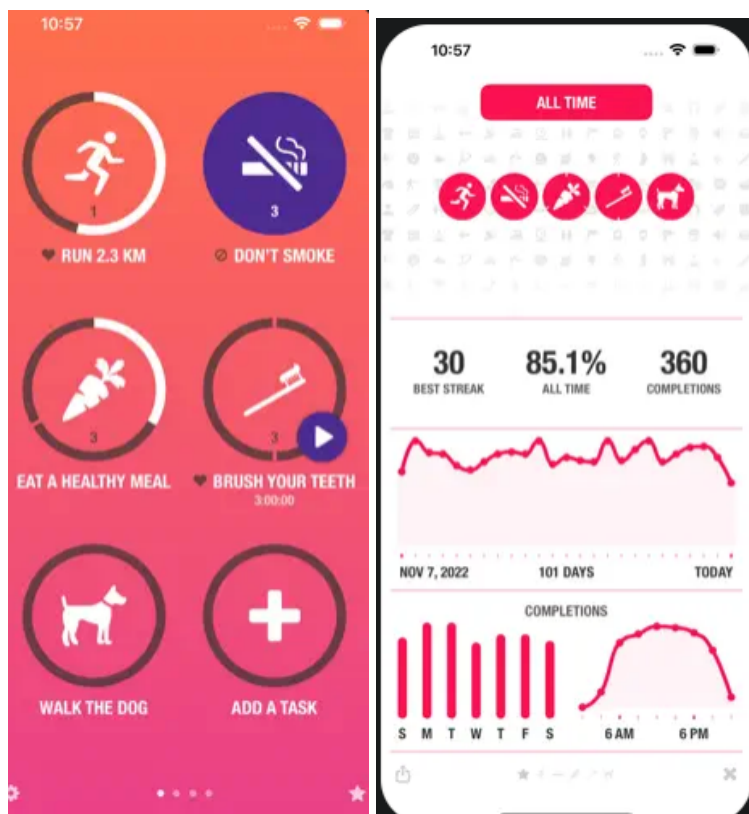 10:57
1
3
RUN 2.3 KM
DON'T SMOKE
3
3
EAT A HEALTHY MEAL
BRUSH YOUR TEETH
3:00:00
WALK THE DOG
ADD A TASK
10:57
ALL TIME
30
85.1%
360
BEST STREAK
ALL TIME
COMPLETIONS
NOV 7, 2022
101 DAYS
TODAY
COMPLETIONS
S M T W T F S
6 AM
6 PM